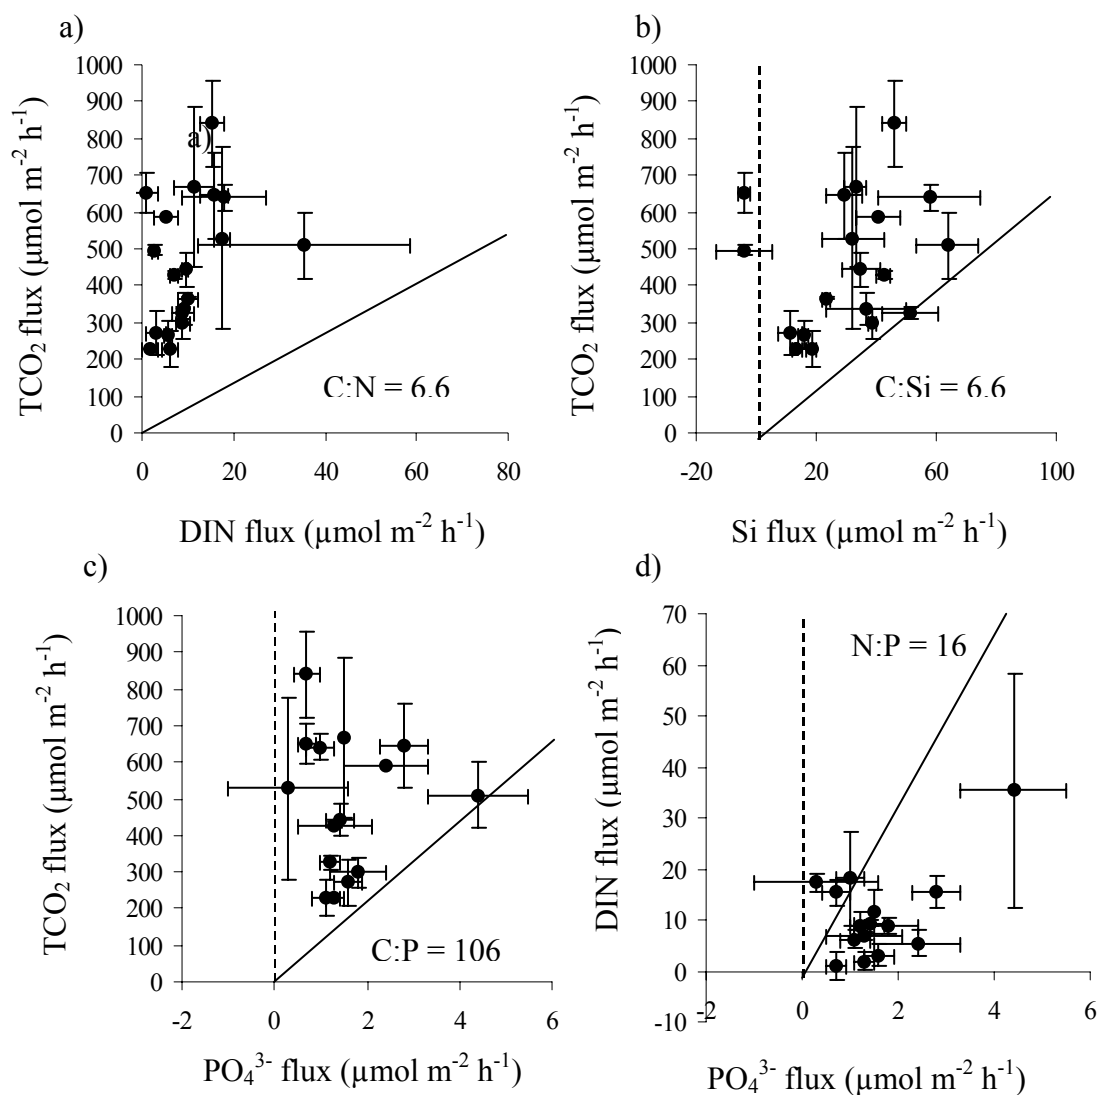 a)
TCO₂ flux (µmol m⁻² h⁻¹)
1000
900
800
700
600
500
400
300
200
100
0
a)
C:N = 6.6
0 20 40 60 80
DIN flux (µmol m⁻² h⁻¹)
b)
TCO₂ flux (µmol m⁻² h⁻¹)
1000
900
800
700
600
500
400
300
200
100
0
C:Si = 6.6
-20 20 60 100
Si flux (µmol m⁻² h⁻¹)
c)
TCO₂ flux (µmol m⁻² h⁻¹)
1000
900
800
700
600
500
400
300
200
100
0
C:P = 106
-2 0 2 4 6
PO₄³⁻ flux (µmol m⁻² h⁻¹)
d)
DIN flux (µmol m⁻² h⁻¹)
70
60
50
40
30
20
10
0
-10
N:P = 16
-2 0 2 4 6
PO₄³⁻ flux (µmol m⁻² h⁻¹)